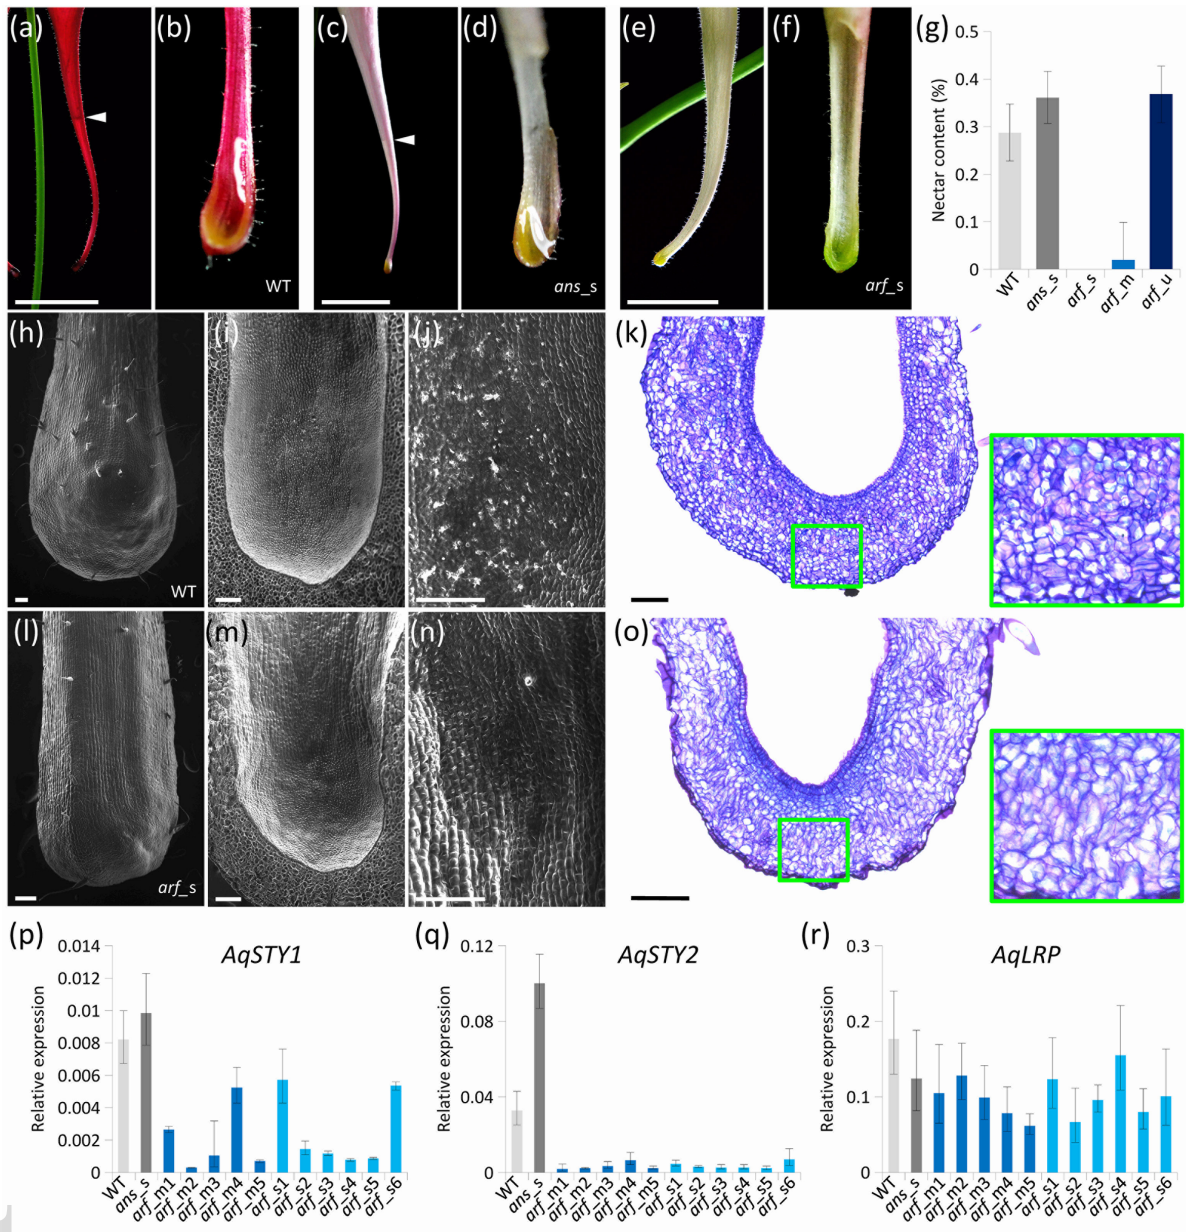 (a)
(b)
(c)
(d)
(e)
(f)
(g)
WT
ans_s
arf_s
Nectar content (%)
0.5
0.4
0.3
0.2
0.1
0
WT
ans_s
arf_s
arf_m
arf_u
(h)
(i)
(j)
(k)
WT
(l)
(m)
(n)
(o)
arf_s
(p)
AqSTY1
Relative expression
0.014
0.012
0.01
0.008
0.006
0.004
0.002
0
WT
ans_s
arf_m1
arf_m2
arf_m3
arf_m4
arf_m5
arf_s1
arf_s2
arf_s3
arf_s4
arf_s5
arf_s6
(q)
AqSTY2
Relative expression
0.12
0.08
0.04
0
WT
ans_s
arf_m1
arf_m2
arf_m3
arf_m4
arf_m5
arf_s1
arf_s2
arf_s3
arf_s4
arf_s5
arf_s6
(r)
AqLRP
Relative expression
0.3
0.2
0.1
0
WT
ans_s
arf_m1
arf_m2
arf_m3
arf_m4
arf_m5
arf_s1
arf_s2
arf_s3
arf_s4
arf_s5
arf_s6